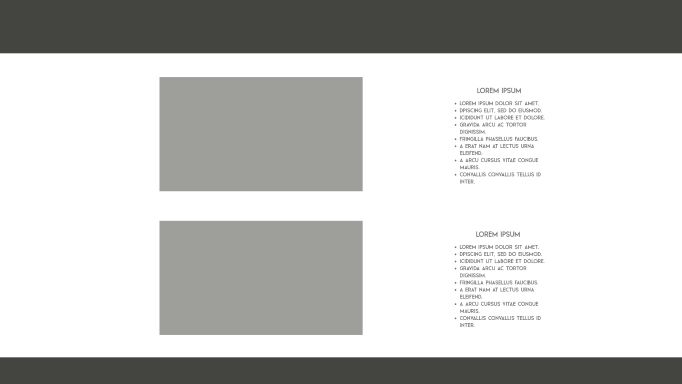 LOREM IPSUM
• LOREM IPSUM DOLOR SIT AMET,
• DPISCING ELIT, SED DO EIUSMOD.
• ICIDIDUNT UT LABORE ET DOLORE.
• GRAVIDA ARCU AC TORTOR
DIGNISSIM.
• FRINGILLA PHASELLUS FAUCIBUS.
• A ERAT NAM AT LECTUS URNA
ELEIFEND.
• A ARCU CURSUS VITAE CONGUE
MAURIS.
• CONVALLIS CONVALLIS TELLUS ID
INTER.
LOREM IPSUM
• LOREM IPSUM DOLOR SIT AMET,
• DPISCING ELIT, SED DO EIUSMOD.
• ICIDIDUNT UT LABORE ET DOLORE.
• GRAVIDA ARCU AC TORTOR
DIGNISSIM.
• FRINGILLA PHASELLUS FAUCIBUS.
• A ERAT NAM AT LECTUS URNA
ELEIFEND.
• A ARCU CURSUS VITAE CONGUE
MAURIS.
• CONVALLIS CONVALLIS TELLUS ID
INTER.